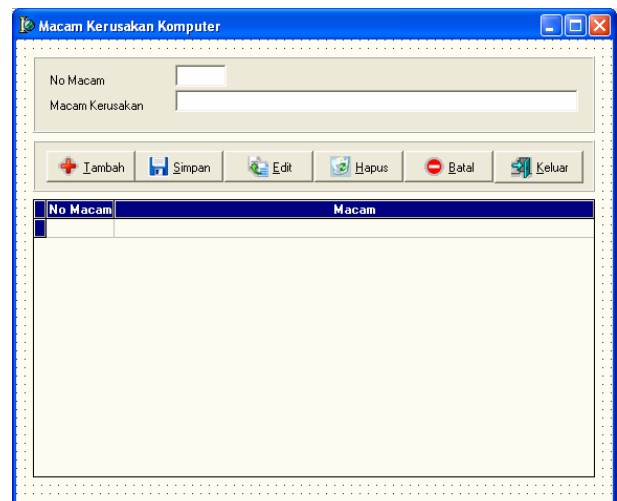 Macam Kerusakan Komputer
No Macam
Macam Kerusakan
Tambah Simpan Edit Hapus Batal Keluar
No Macam Macam